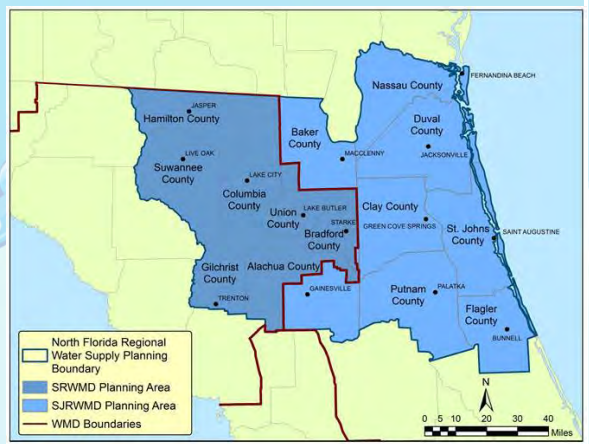 Nassau County
FERNANDINA BEACH
JASPER
Hamilton County
Baker
County
Duval
County
MACCLENNY
JACKSONVILLE
LIVE OAK
Suwannee
County
LAKE CITY
Columbia
County
Union
County
LAKE BUTLER
STARKE
Bradford
County
Clay County
GREEN COVE SPRINGS
St. Johns
County
SAINT AUGUSTINE
Gilchrist
County
Alachua County
TRENTON
GAINESVILLE
Putnam
County
PALATKA
Flagler
County
BUNNELL
North Florida Regional
Water Supply Planning
Boundary
SRWMD Planning Area
SJRWMD Planning Area
WMD Boundaries
N
0 5 10 20 30 40
Miles